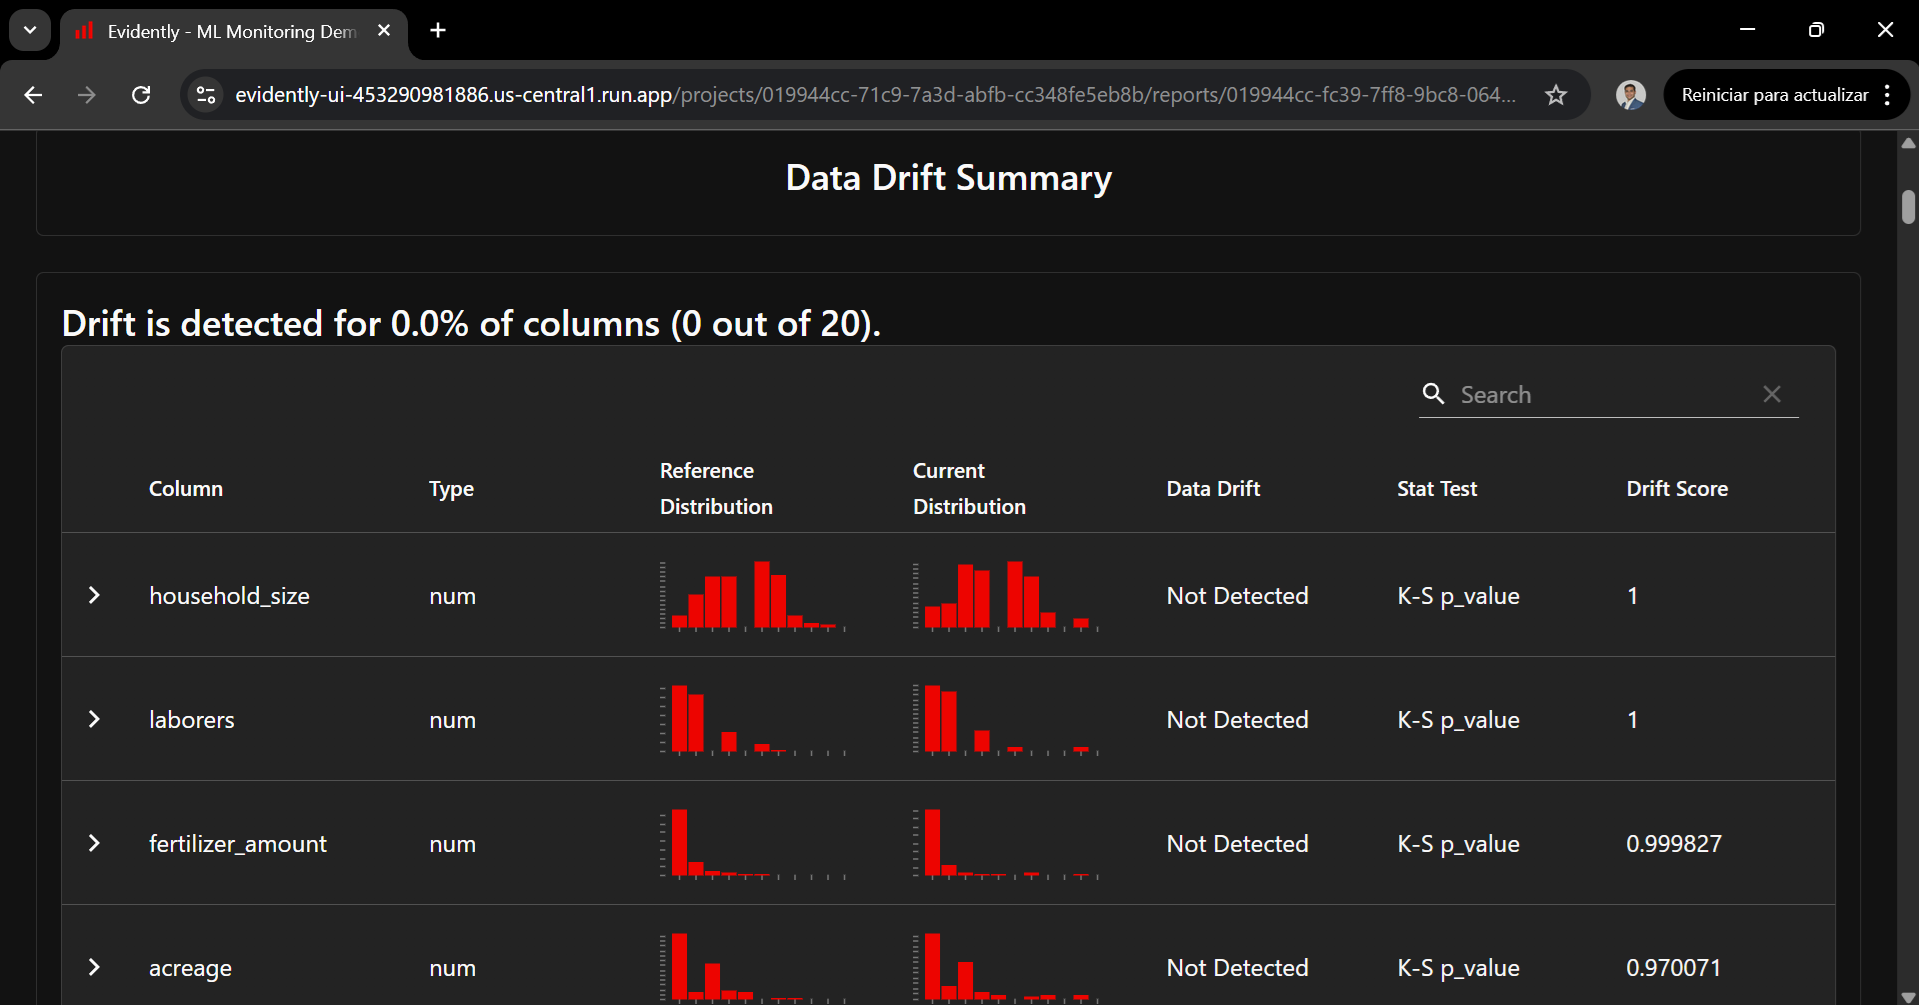 Evidently - ML Monitoring Dem
evidently-ui-453290981886.us-central1.run.app/projects/019944cc-71c9-7a3d-abfb-cc348fe5eb8b/reports/019944cc-fc39-7ff8-9bc8-064...
Reiniciar para actualizar
Data Drift Summary
Drift is detected for 0.0% of columns (0 out of 20).
Search
Column Type Reference Distribution Current Distribution Data Drift Stat Test Drift Score
household_size num Not Detected K-S p_value 1
laborers num Not Detected K-S p_value 1
fertilizer_amount num Not Detected K-S p_value 0.999827
acreage num Not Detected K-S p_value 0.970071